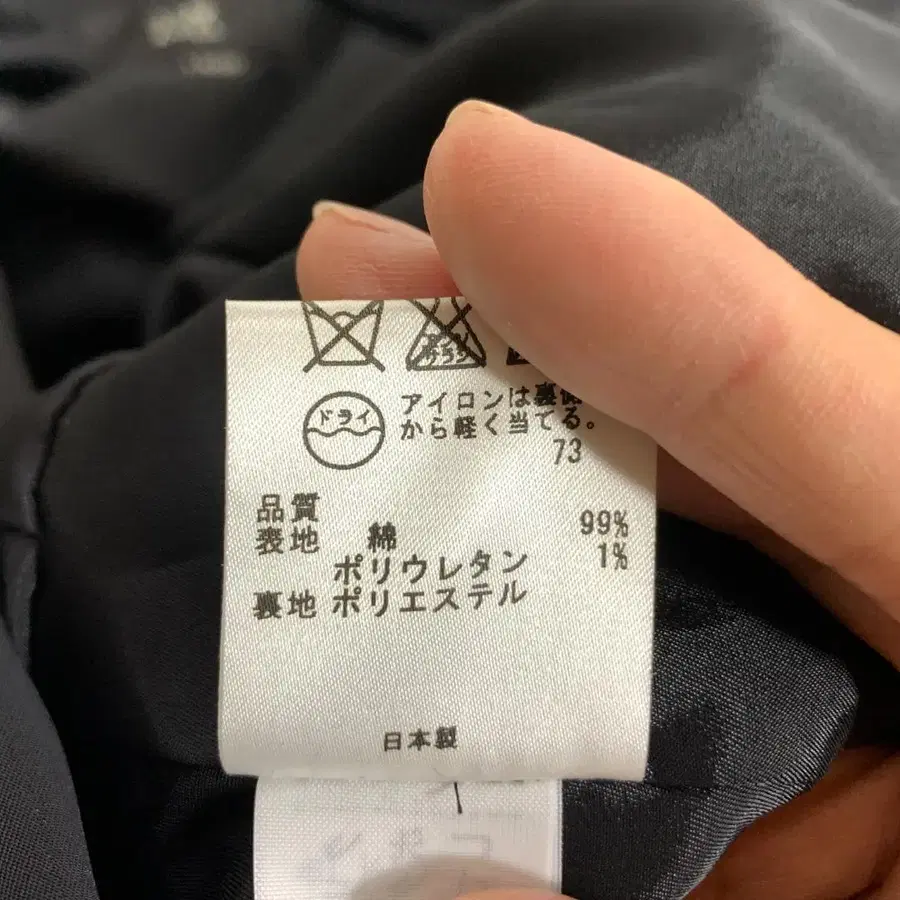 ドライ
アイロンは裏側
から軽く当てる。
73
品質
表地 綿 99%
ポリウレタン 1%
裏地 ポリエステル
日本製